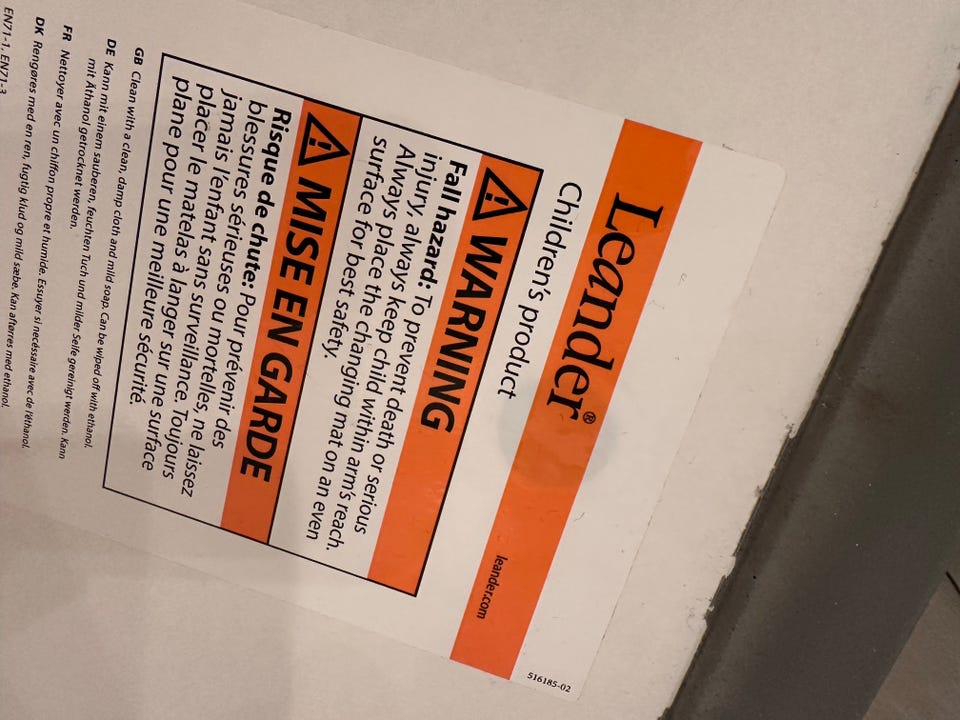 Leander®
leander.com
Children's product
WARNING
Fall hazard: To prevent death or serious
injury, always keep child within arm's reach.
Always place the changing mat on an even
surface for best safety.
MISE EN GARDE
Risque de chute: Pour prévenir des
blessures sérieuses ou mortelles, ne laissez
jamais l'enfant sans surveillance. Toujours
placer le matelas à langer sur une surface
plane pour une meilleure sécurité.
GB Clean with a clean, damp cloth and mild soap. Can be wiped off with ethanol.
DE Kann mit einem sauberen, feuchten Tuch und milder Seife gereinigt werden. Kann
mit Äthanol getrocknet werden.
FR Nettoyer avec un chiffon propre et humide. Essuyer si necéssaire avec de l'éthanol.
DK Rengøres med en ren, fugtig klud og mild sæbe. Kan aftørres med ethanol.
EN71-1, EN71-3
516185-02